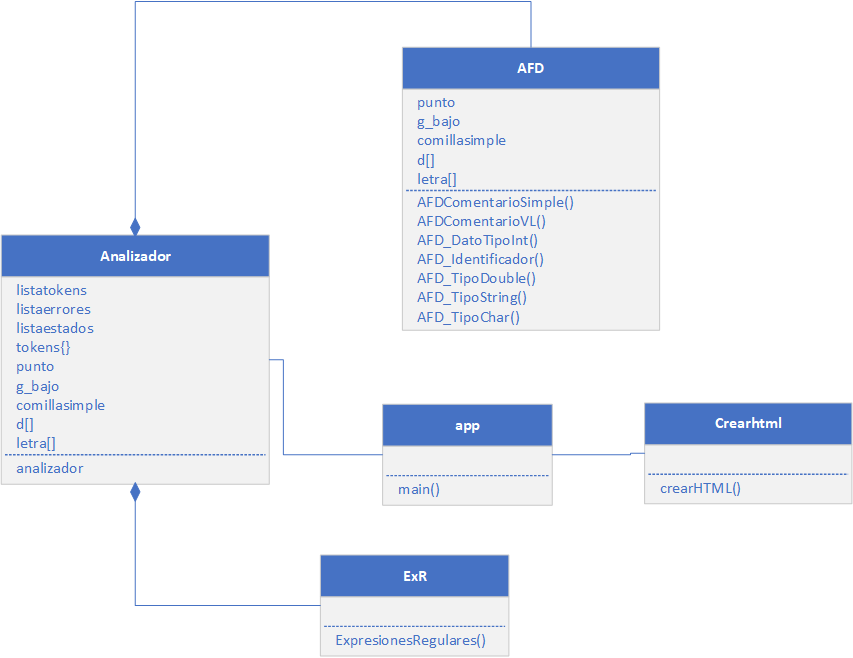 AFD
punto
g_bajo
comillasimple
d[]
letra[]
AFDComentarioSimple()
AFDComentarioVL()
AFD_DatoTipoInt()
AFD_Identificador()
AFD_TipoDouble()
AFD_TipoString()
AFD_TipoChar()
Analizador
listatokens
listaerrores
listaestados
tokens{}
punto
g_bajo
comillasimple
d[]
letra[]
analizador
app
main()
Crearhtml
crearHTML()
ExR
ExpresionesRegulares()